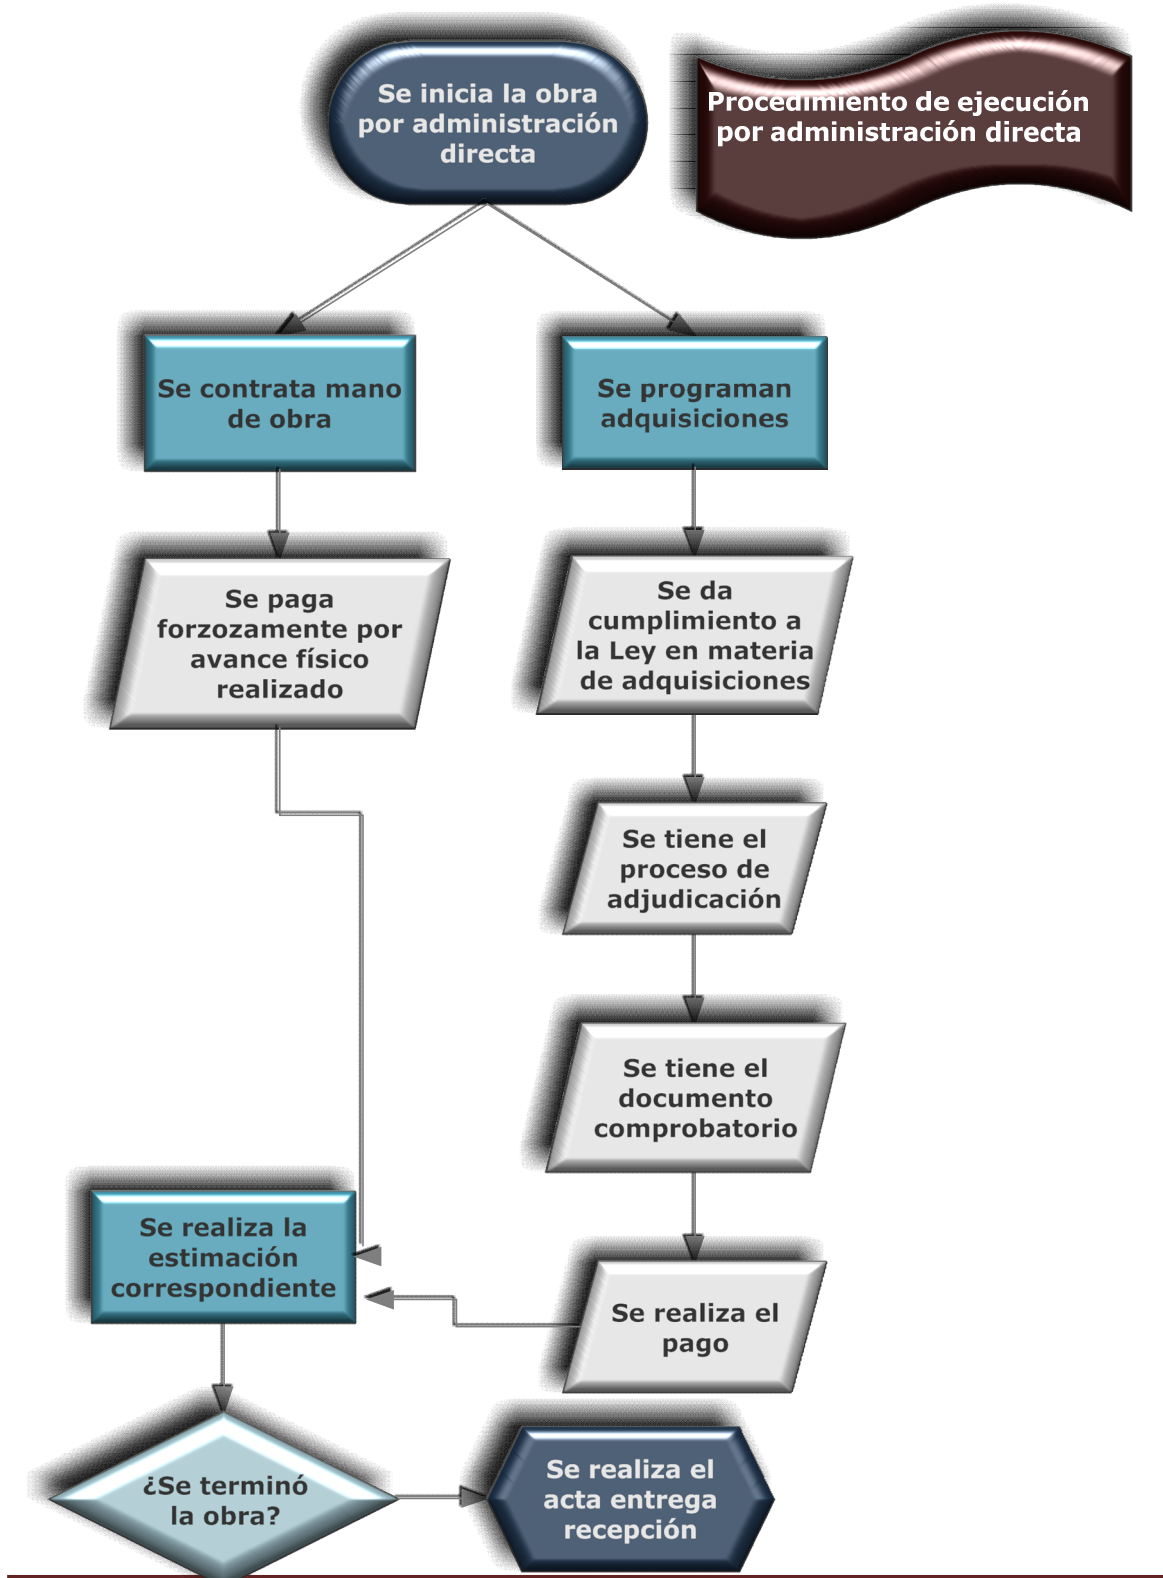 Se inicia la obra
por administración
directa
Procedimiento de ejecución
por administración directa
Se contrata mano
de obra
Se programan
adquisiciones
Se paga
forzozamente por
avance físico
realizado
Se da
cumplimiento a
la Ley en materia
de adquisiciones
Se tiene el
proceso de
adjudicación
Se tiene el
documento
comprobatorio
Se realiza la
estimación
correspondiente
Se realiza el
pago
¿Se terminó
la obra?
Se realiza el
acta entrega
recepción